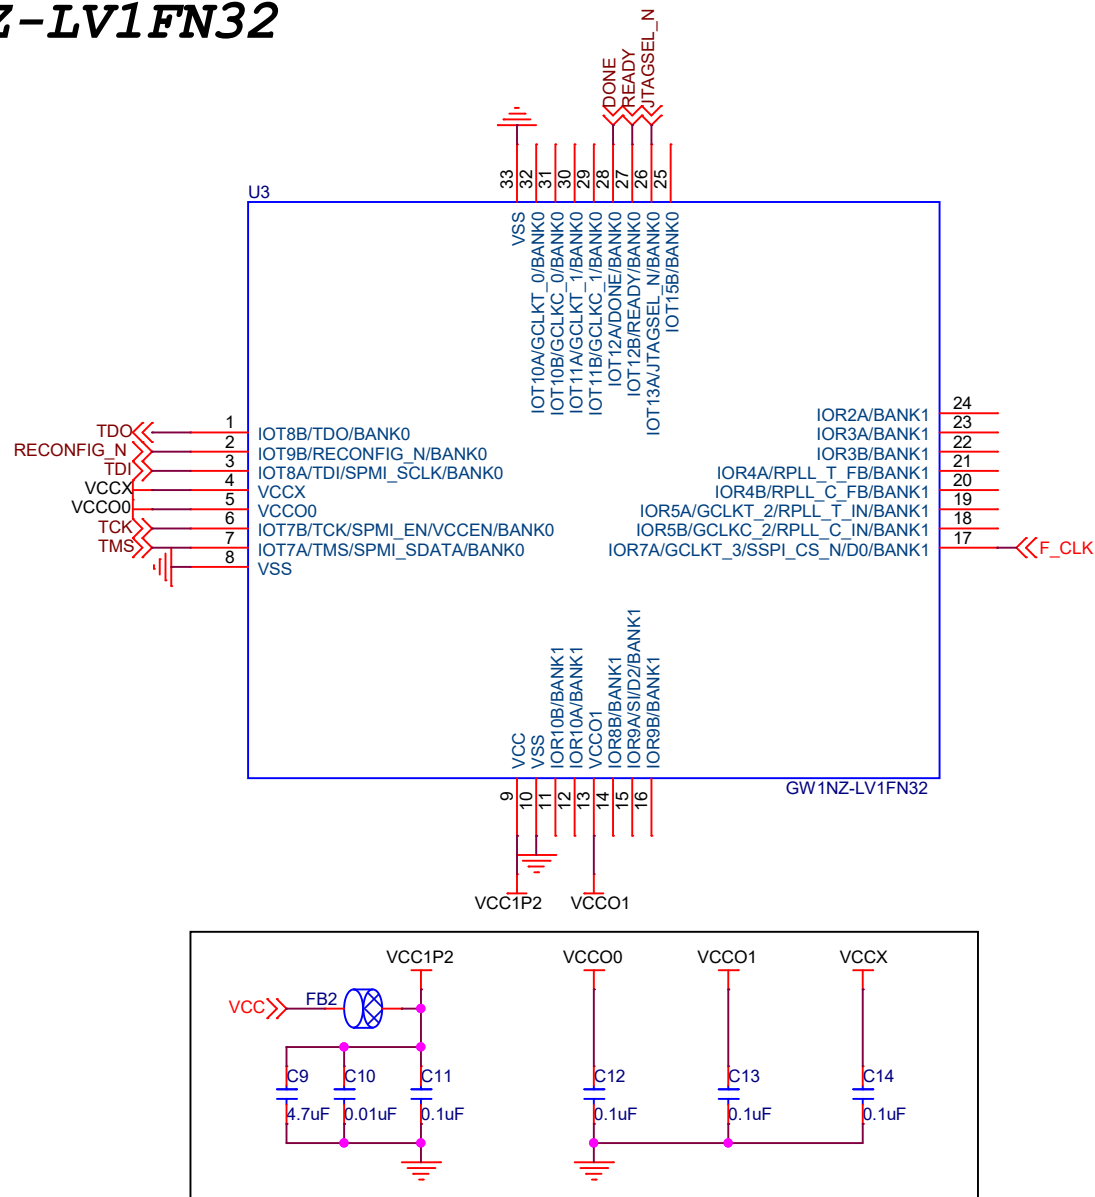 Z-LV1FN32
DONE
READY
JTAGSEL_N
33
32
31
30
29
28
27
26
25
U3
VSS
IOT10A/GCLKT_0/BANK0
IOT10B/GCLKC_0/BANK0
IOT11A/GCLKT_1/BANK0
IOT11B/GCLKC_1/BANK0
IOT12A/DONE/BANK0
IOT12B/READY/BANK0
IOT13A/JTAGSEL_N/BANK0
IOT15B/BANK0
TDO 1 IOT8B/TDO/BANK0
RECONFIG_N 2 IOT9B/RECONFIG_N/BANK0
TDI 3 IOT8A/TDI/SPMI_SCLK/BANK0
VCCX 4 VCCX
VCCO0 5 VCCO0
TCK 6 IOT7B/TCK/SPMI_EN/VCCEN/BANK0
TMS 7 IOT7A/TMS/SPMI_SDATA/BANK0
8 VSS
IOR2A/BANK1 24
IOR3A/BANK1 23
IOR3B/BANK1 22
IOR4A/RPLL_T_FB/BANK1 21
IOR4B/RPLL_C_FB/BANK1 20
IOR5A/GCLKT_2/RPLL_T_IN/BANK1 19
IOR5B/GCLKC_2/RPLL_C_IN/BANK1 18
IOR7A/GCLKT_3/SSPI_CS_N/D0/BANK1 17 F_CLK
VCC
VSS
IOR10B/BANK1
IOR10A/BANK1
VCCO1
IOR8B/BANK1
IOR9A/SI/D2/BANK1
IOR9B/BANK1
GW1NZ-LV1FN32
9
10
11
12
13
14
15
16
VCC1P2 VCCO1
VCC1P2 VCCO0 VCCO1 VCCX
VCC FB2
C9 C10 C11 C12 C13 C14
4.7uF 0.01uF 0.1uF 0.1uF 0.1uF 0.1uF